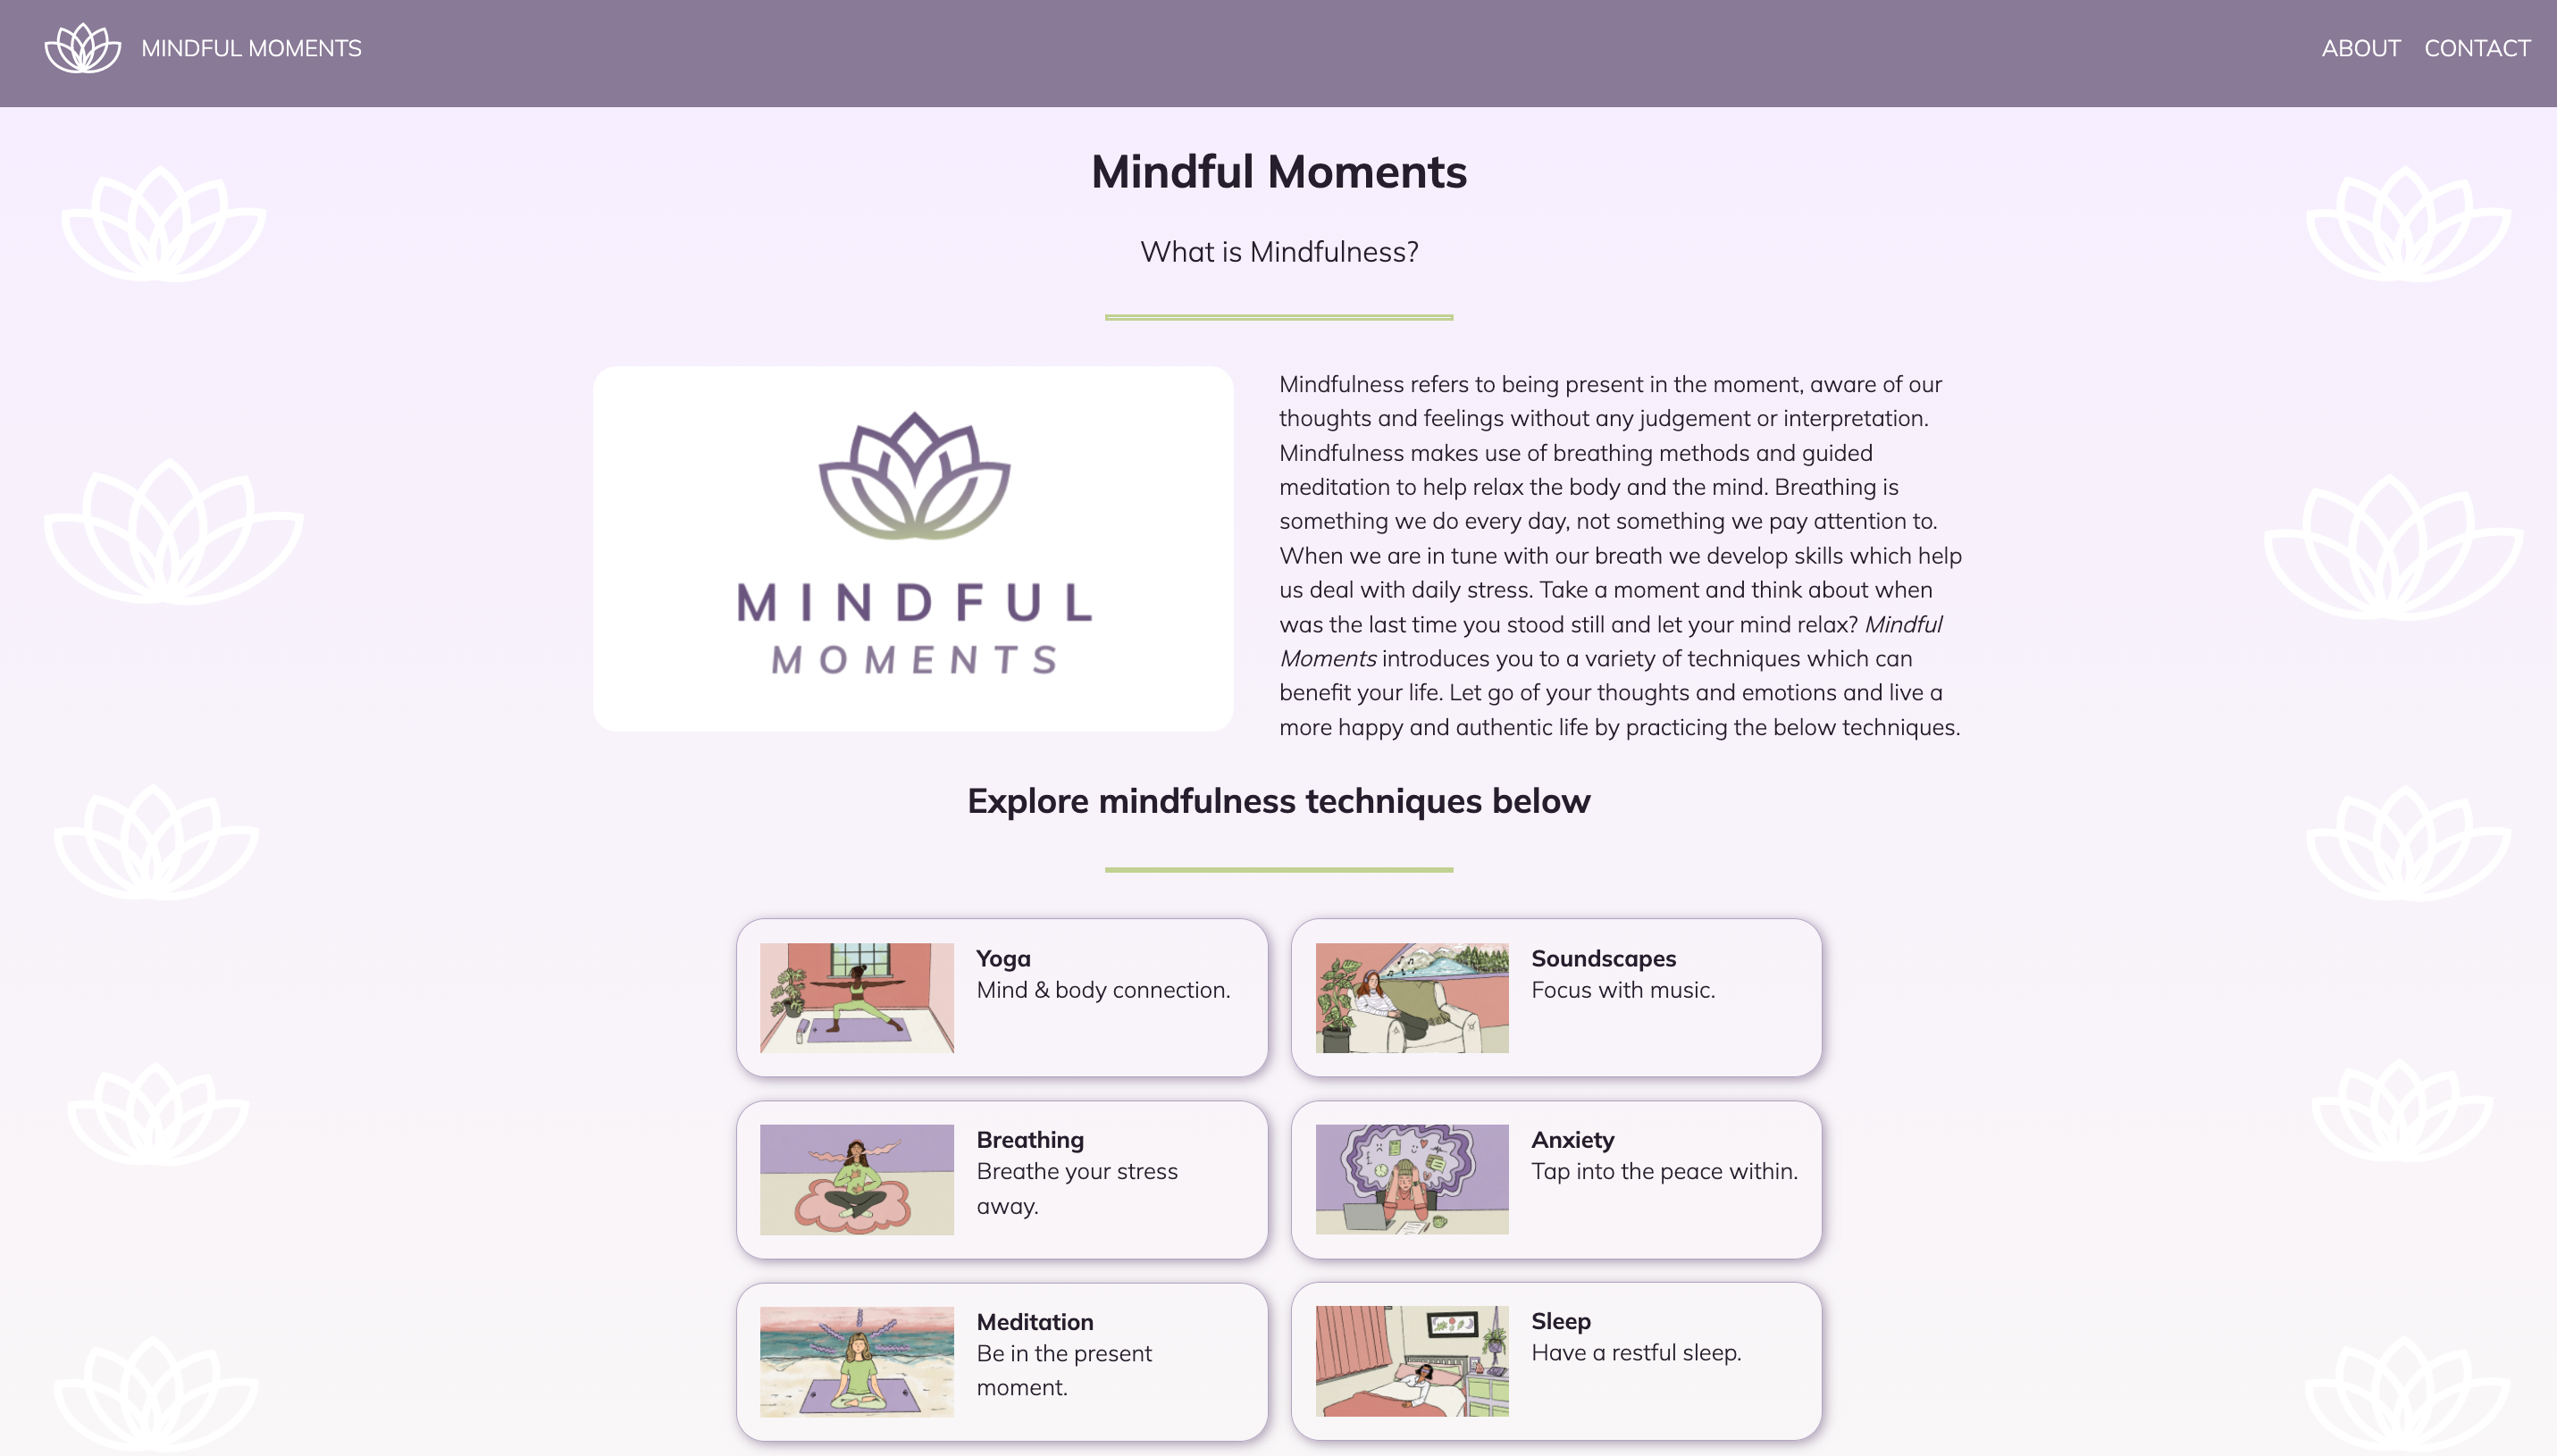 MINDFUL MOMENTS
ABOUT CONTACT
Mindful Moments
What is Mindfulness?
MINDFUL
MOMENTS
Mindfulness refers to being present in the moment, aware of our
thoughts and feelings without any judgement or interpretation.
Mindfulness makes use of breathing methods and guided
meditation to help relax the body and the mind. Breathing is
something we do every day, not something we pay attention to.
When we are in tune with our breath we develop skills which help
us deal with daily stress. Take a moment and think about when
was the last time you stood still and let your mind relax? Mindful
Moments introduces you to a variety of techniques which can
benefit your life. Let go of your thoughts and emotions and live a
more happy and authentic life by practicing the below techniques.
Explore mindfulness techniques below
Yoga
Mind & body connection.
Soundscapes
Focus with music.
Breathing
Breathe your stress
away.
Anxiety
Tap into the peace within.
Meditation
Be in the present
moment.
Sleep
Have a restful sleep.